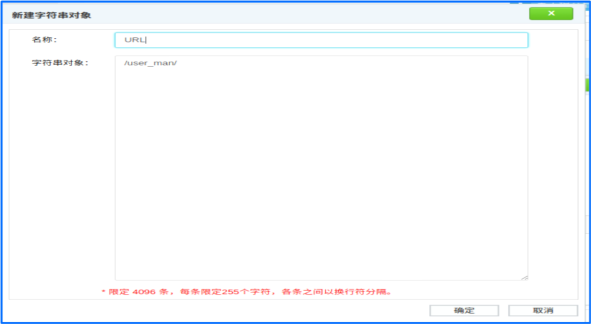 新建字符串对象
×
名称： URL
字符串对象： /user_man/
* 限定 4096 条，每条限定255个字符，各条之间以换行符分隔。
确定 取消